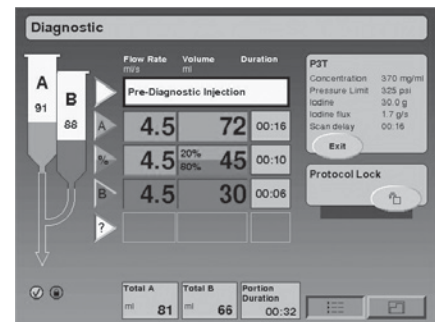 Diagnostic
Flow Rate Volume Duration
ml/s ml
Pre-Diagnostic Injection
A 4.5 72 00:16
% 4.5 20% 80% 45 00:10
B 4.5 30 00:06
?
A
91
B
88
P3T
Concentration 370 mg/ml
Pressure Limit 325 psi
Iodine 30.0 g
Iodine flux 1.7 g/s
Scan delay 00:16
Exit
Protocol Lock
Total A
ml 81
Total B
ml 66
Portion
Duration
00:32